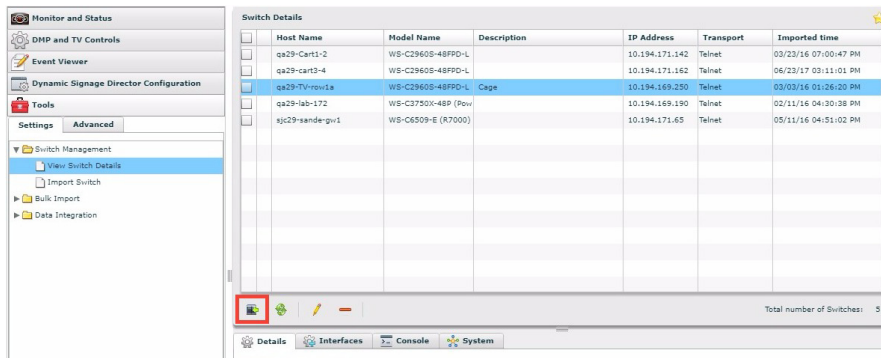 Monitor and Status
DMP and TV Controls
Event Viewer
Dynamic Signage Director Configuration
Tools
Settings Advanced
Switch Management
View Switch Details
Import Switch
Bulk Import
Data Integration
Switch Details
Host Name Model Name Description IP Address Transport Imported time
qa29-Cart1-2 WS-C2960S-48FPD-L 10.194.171.142 Telnet 03/23/16 07:00:47 PM
qa29-cart3-4 WS-C2960S-48FPD-L 10.194.171.162 Telnet 06/23/17 03:11:01 PM
qa29-TV-row1a WS-C2960S-48FPD-L Cage 10.194.169.250 Telnet 03/03/16 01:26:20 PM
qa29-lab-172 WS-C3750X-48P (Pow 10.194.169.190 Telnet 02/11/16 04:30:38 PM
sjc29-sande-gw1 WS-C6509-E (R7000) 10.194.171.65 Telnet 05/11/16 04:51:02 PM
Total number of Switches: 5
Details Interfaces Console System